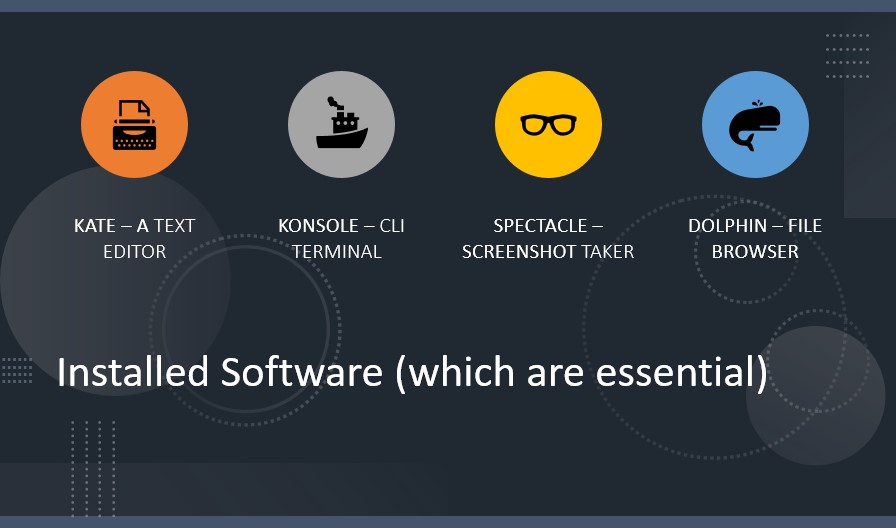 KATE – A TEXT
EDITOR
KONSOLE – CLI
TERMINAL
SPECTACLE –
SCREENSHOT TAKER
DOLPHIN – FILE
BROWSER
Installed Software (which are essential)